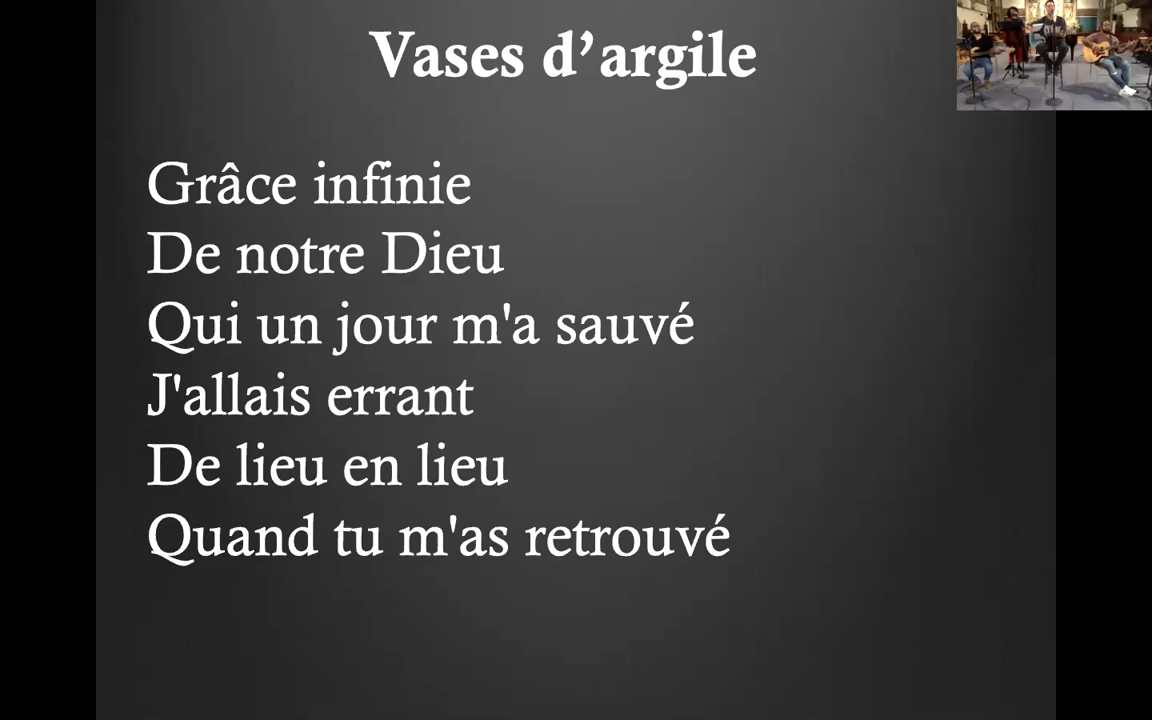 Vases d’argile
Grâce infinie
De notre Dieu
Qui un jour m'a sauvé
J'allais errant
De lieu en lieu
Quand tu m'as retrouvé